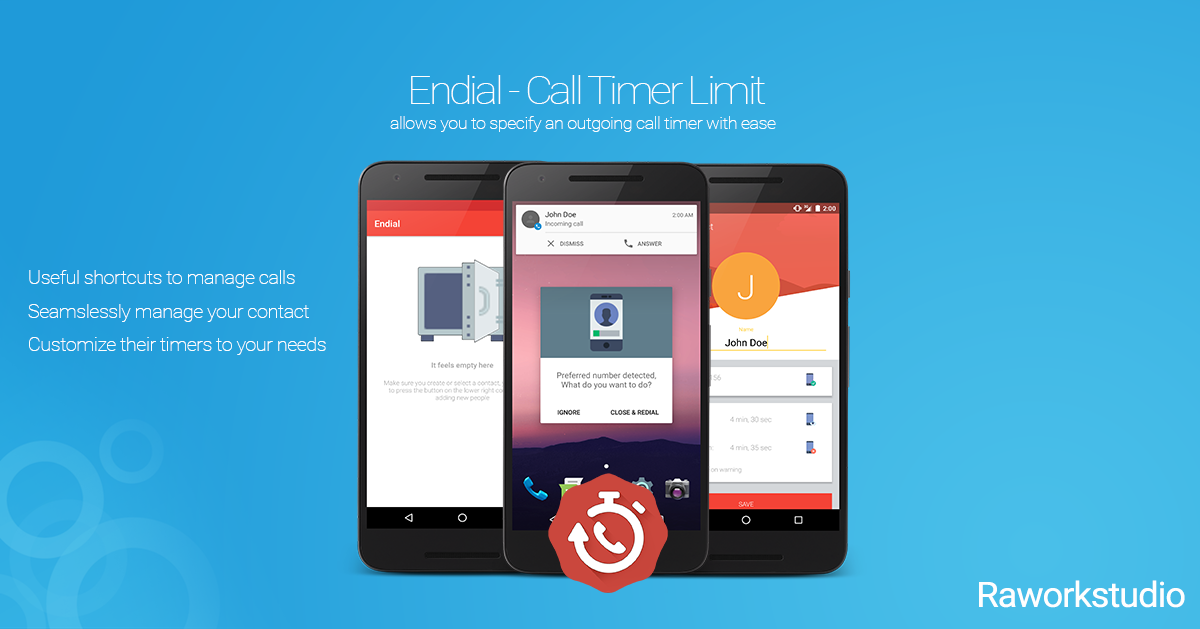 Endial - Call Timer Limit
allows you to specify an outgoing call timer with ease
Useful shortcuts to manage calls
Seamslessly manage your contact
Customize their timers to your needs
Endial
It feels empty here
Make sure you create or select a contact,
to press the button on the lower right
adding new people
John Doe
2:00 AM
Incoming call
DISMISS
ANSWER
Preferred number detected,
What do you want to do?
IGNORE
CLOSE & REDIAL
2:00
J
Name
John Doe
56
4 min, 30 sec
4 min, 35 sec
on warning
SAVE
Raworkstudio